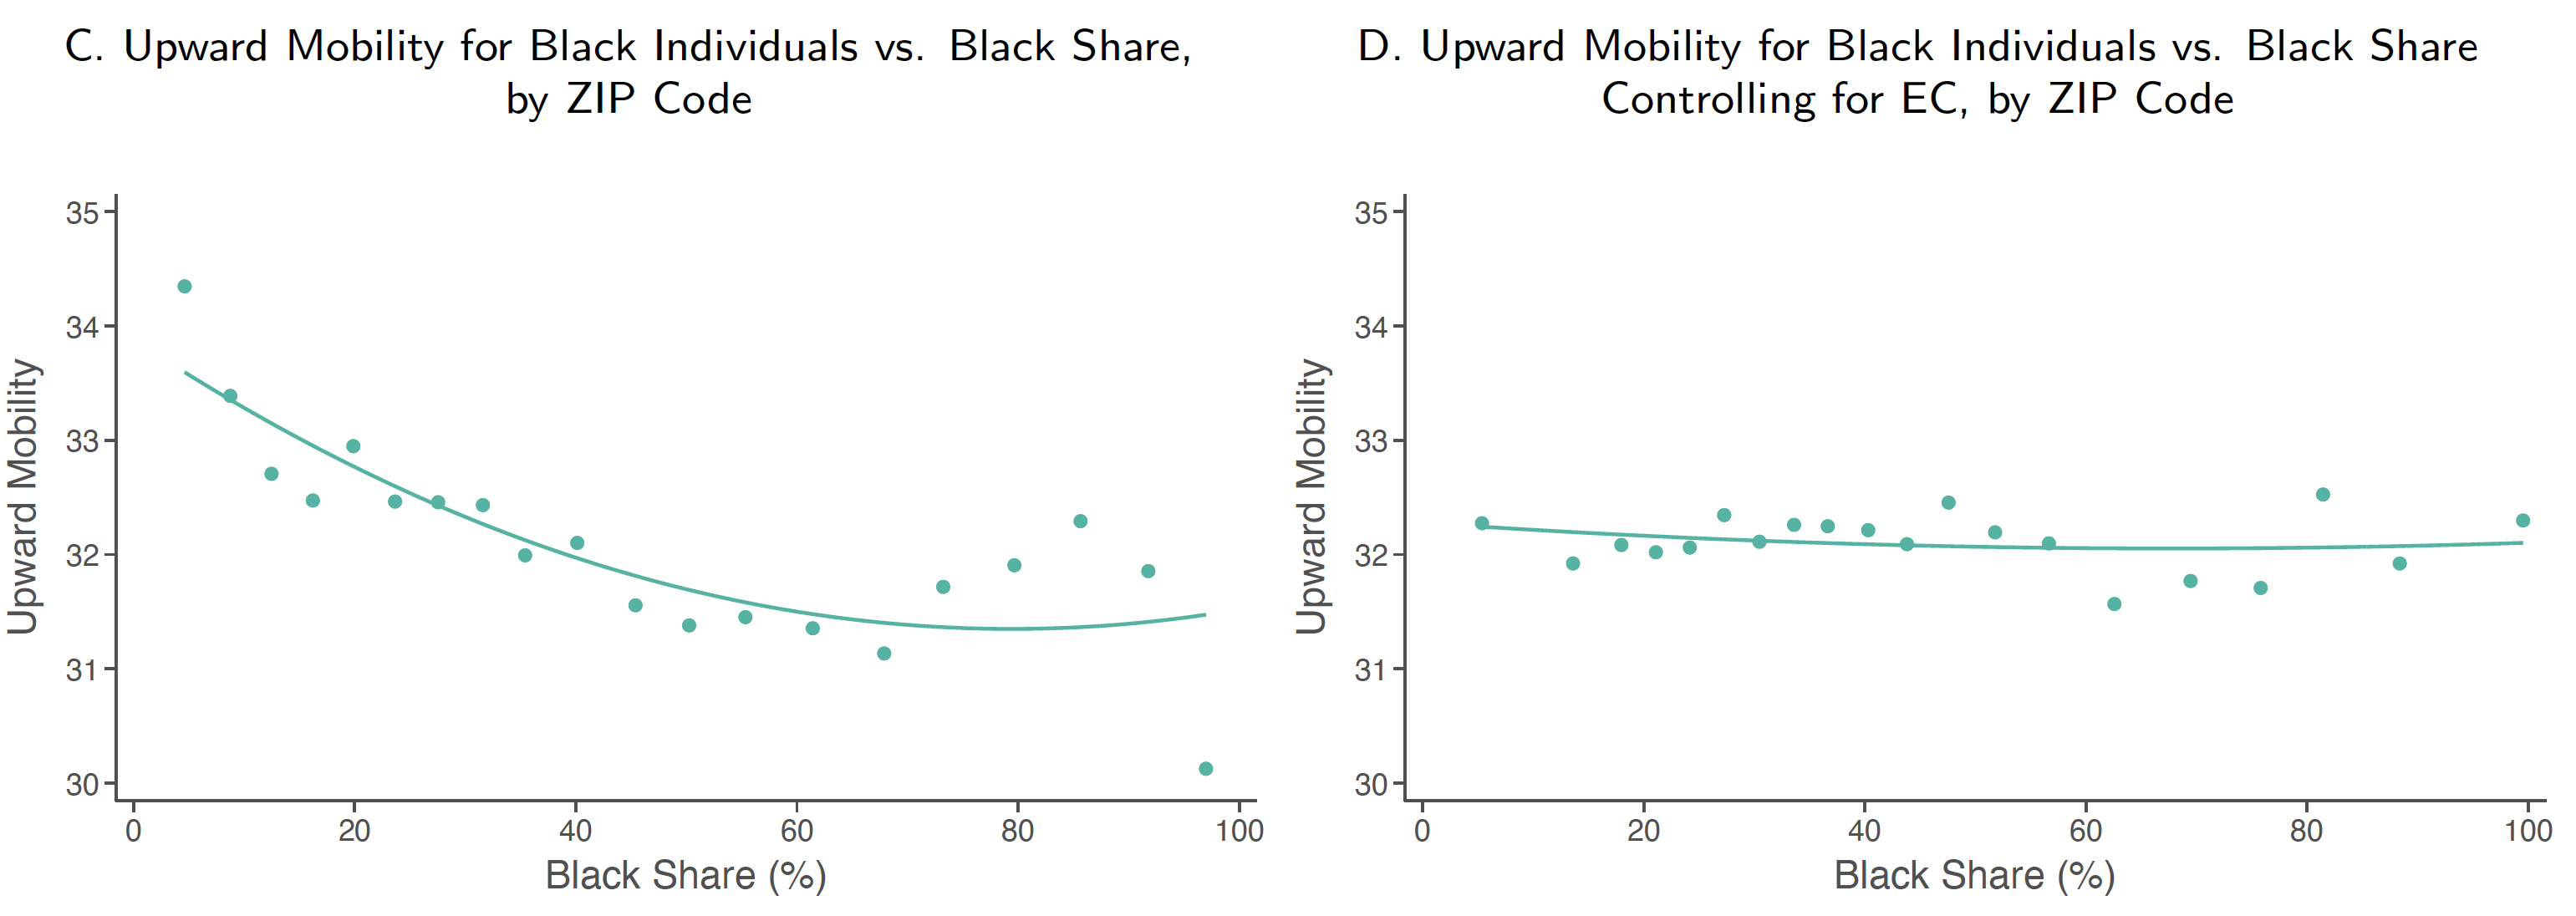 C. Upward Mobility for Black Individuals vs. Black Share,
by ZIP Code
35
34
33
32
31
30
Upward Mobility
0 20 40 60 80 100
Black Share (%)
D. Upward Mobility for Black Individuals vs. Black Share
Controlling for EC, by ZIP Code
35
34
33
32
31
30
Upward Mobility
0 20 40 60 80 100
Black Share (%)